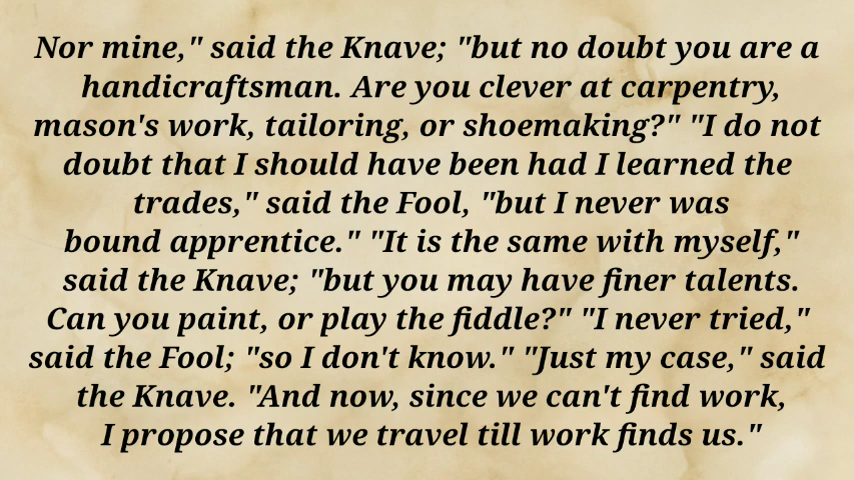 Nor mine," said the Knave; "but no doubt you are a
handicraftsman. Are you clever at carpentry,
mason's work, tailoring, or shoemaking?" "I do not
doubt that I should have been had I learned the
trades," said the Fool, "but I never was
bound apprentice." "It is the same with myself,"
said the Knave; "but you may have finer talents.
Can you paint, or play the fiddle?" "I never tried,"
said the Fool; "so I don't know." "Just my case," said
the Knave. "And now, since we can't find work,
I propose that we travel till work finds us."